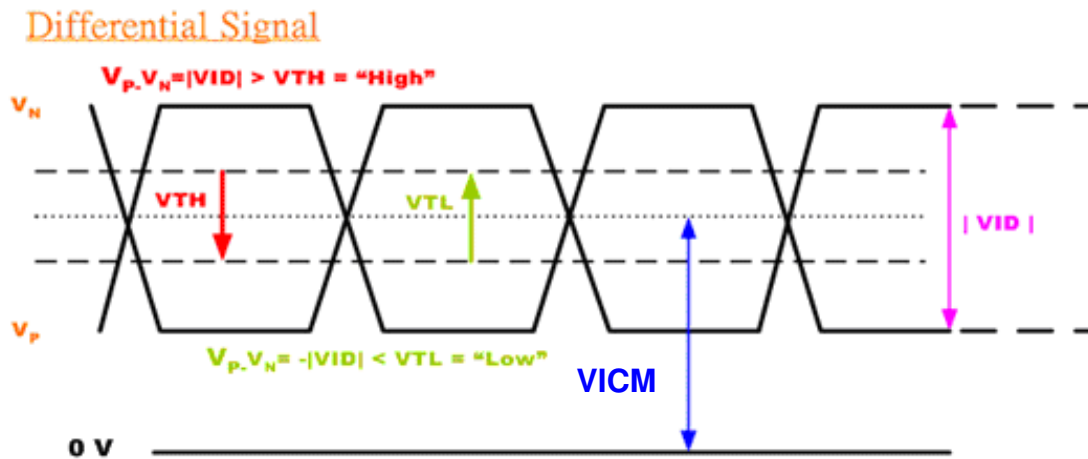 Differential Signal
VP-VN=|VID| > VTH = “High”
VN
VTH
VTL
| VID |
VP
VP-VN= -|VID| < VTL = “Low”
VICM
0 V